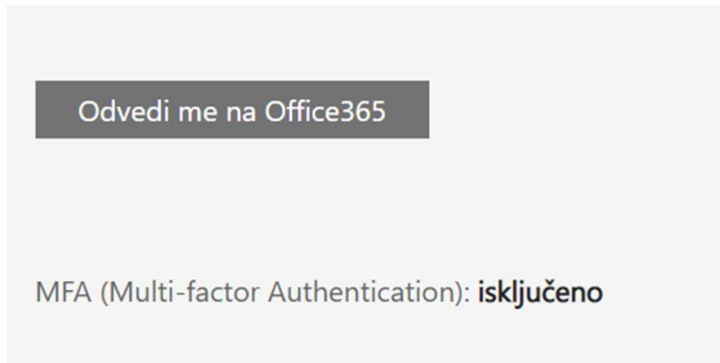 Odvedi me na Office365
MFA (Multi-factor Authentication): isključeno